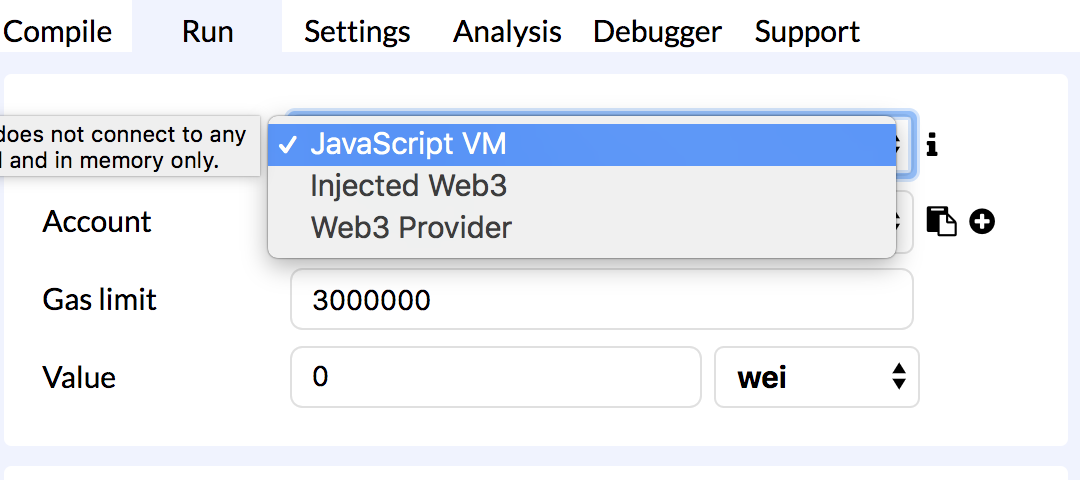 Compile Run Settings Analysis Debugger Support
does not connect to any
and in memory only.
✓ JavaScript VM
Injected Web3
Web3 Provider
Account
Gas limit 3000000
Value 0 wei